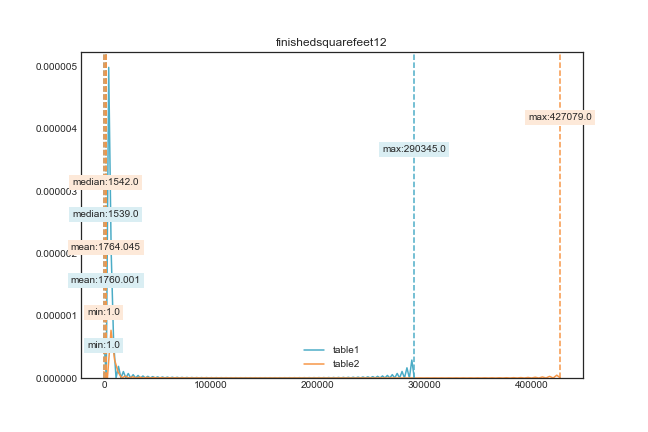 finishedsquarefeet12
0.000005
max:427079.0
0.000004
max:290345.0
0.000003
median:1542.0
median:1539.0
mean:1764.045
0.000002
mean:1760.001
min:1.0
0.000001
min:1.0
table1
table2
0.000000
0
100000
200000
300000
400000